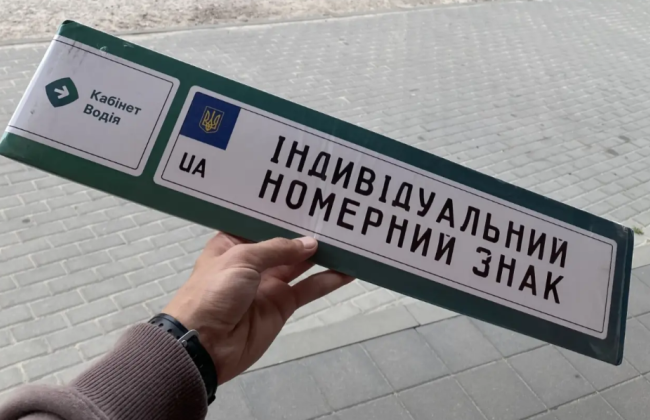 Кабінет
Водія
UA
ІНДИВІДУАЛЬНИЙ
НОМЕРНИЙ ЗНАК